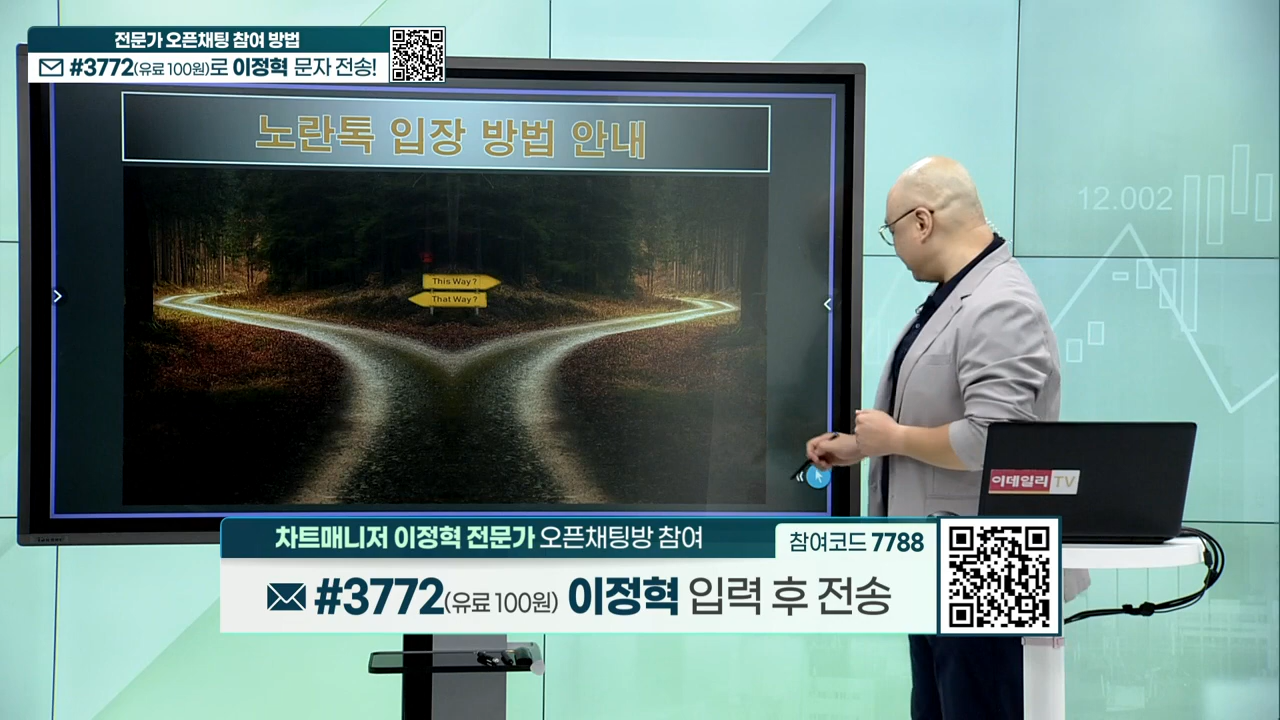 전문가 오픈채팅 참여 방법
#3772(유료 100원)로 이정혁 문자 전송!
노란톡 입장 방법 안내
This Way ?
That Way ?
12.002
이데일리 TV
차트매니저 이정혁 전문가 오픈채팅방 참여
참여코드 7788
#3772(유료 100원) 이정혁 입력 후 전송